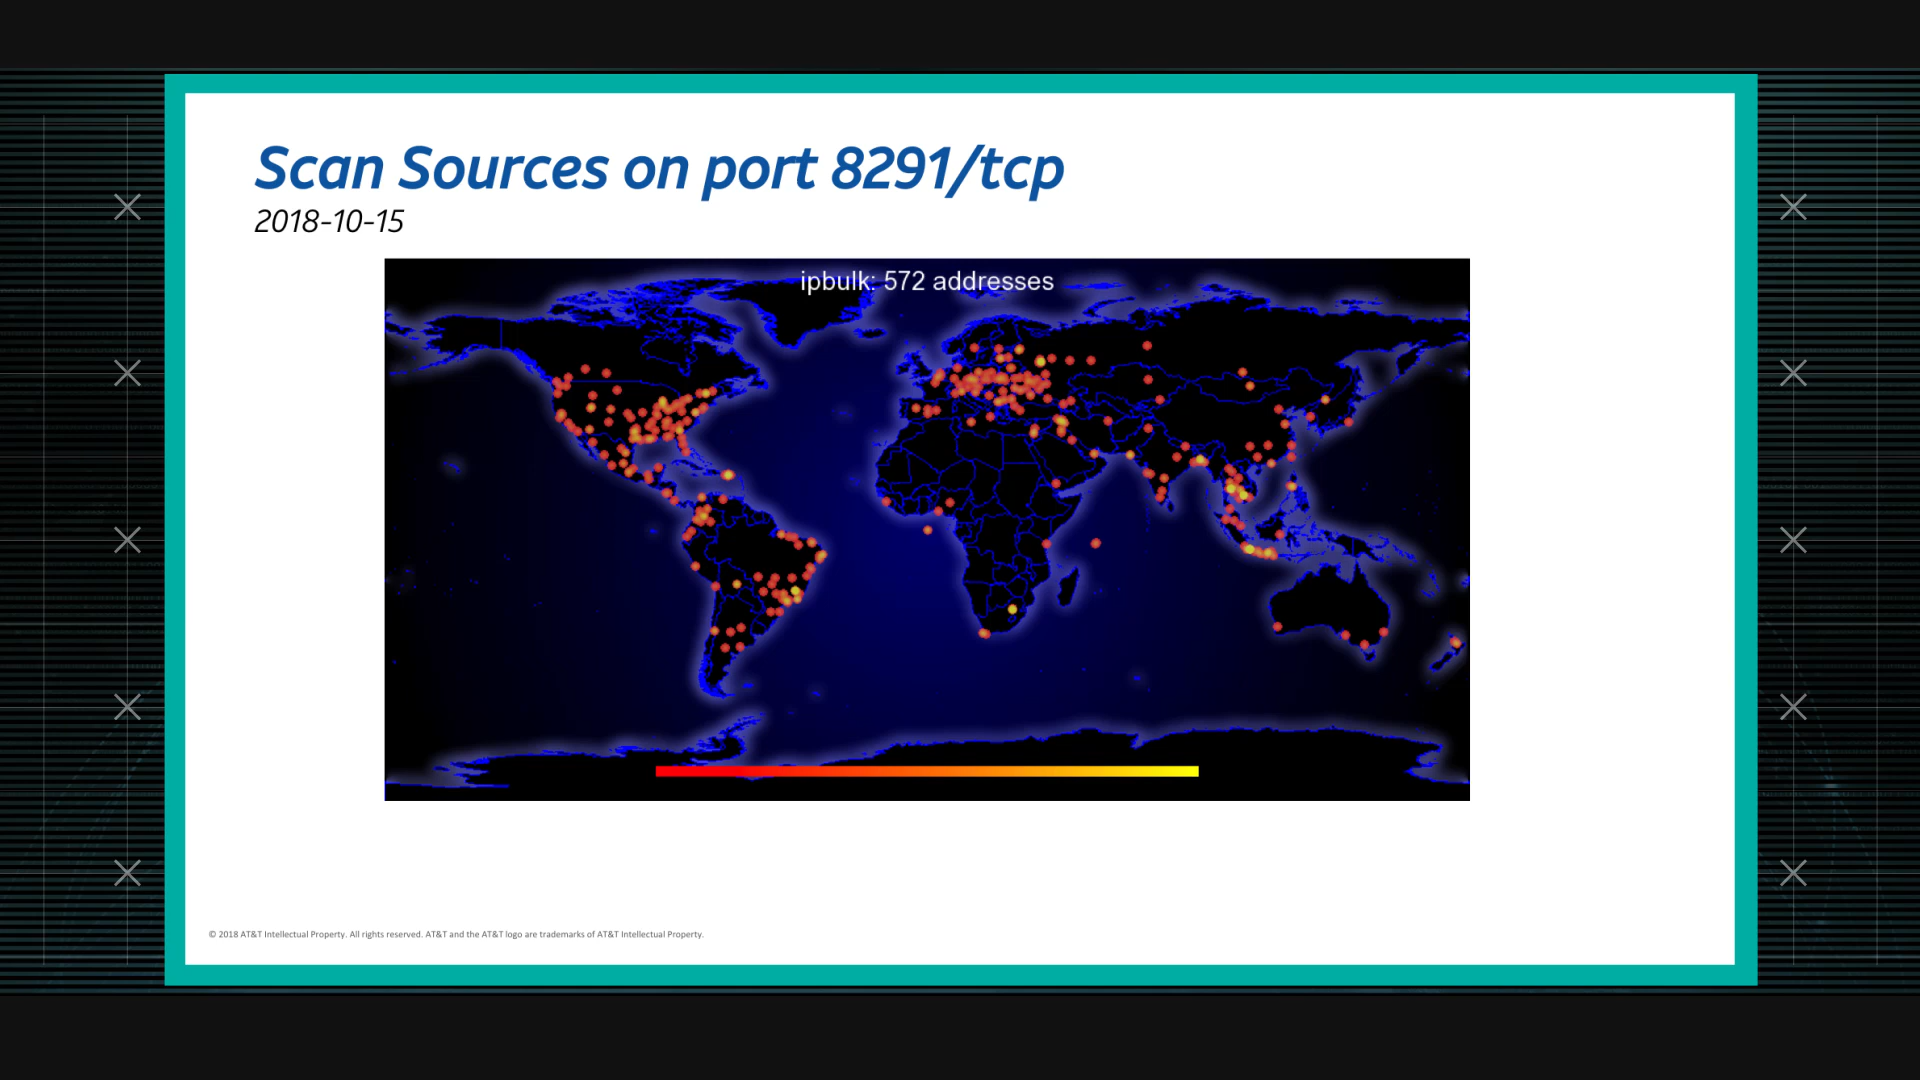 Scan Sources on port 8291/tcp
2018-10-15
ipbulk: 572 addresses
© 2018 AT&T Intellectual Property. All rights reserved. AT&T and the AT&T logo are trademarks of AT&T Intellectual Property.